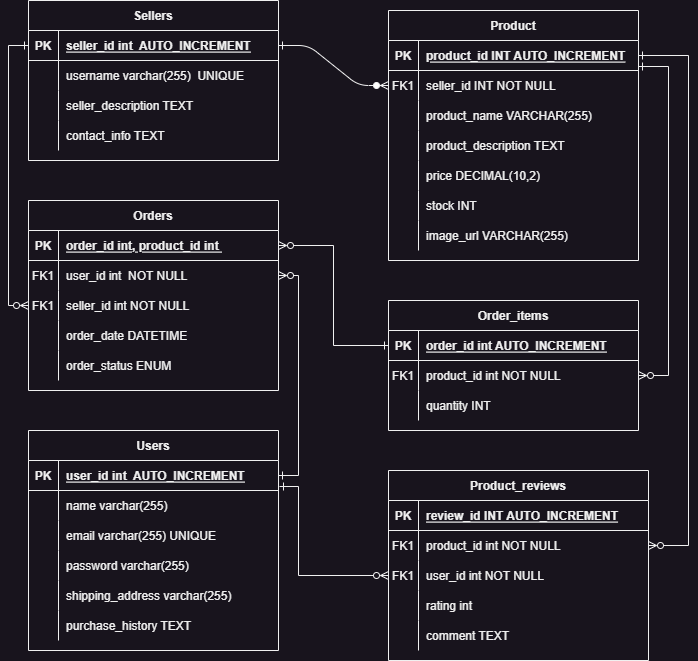 Sellers
PK seller_id int AUTO_INCREMENT
username varchar(255) UNIQUE
seller_description TEXT
contact_info TEXT
Product
PK product_id INT AUTO_INCREMENT
FK1 seller_id INT NOT NULL
product_name VARCHAR(255)
product_description TEXT
price DECIMAL(10,2)
stock INT
image_url VARCHAR(255)
Orders
PK order_id int, product_id int
FK1 user_id int NOT NULL
FK1 seller_id int NOT NULL
order_date DATETIME
order_status ENUM
Order_items
PK order_id int AUTO_INCREMENT
FK1 product_id int NOT NULL
quantity INT
Users
PK user_id int AUTO_INCREMENT
name varchar(255)
email varchar(255) UNIQUE
password varchar(255)
shipping_address varchar(255)
purchase_history TEXT
Product_reviews
PK review_id INT AUTO_INCREMENT
FK1 product_id int NOT NULL
FK1 user_id int NOT NULL
rating int
comment TEXT